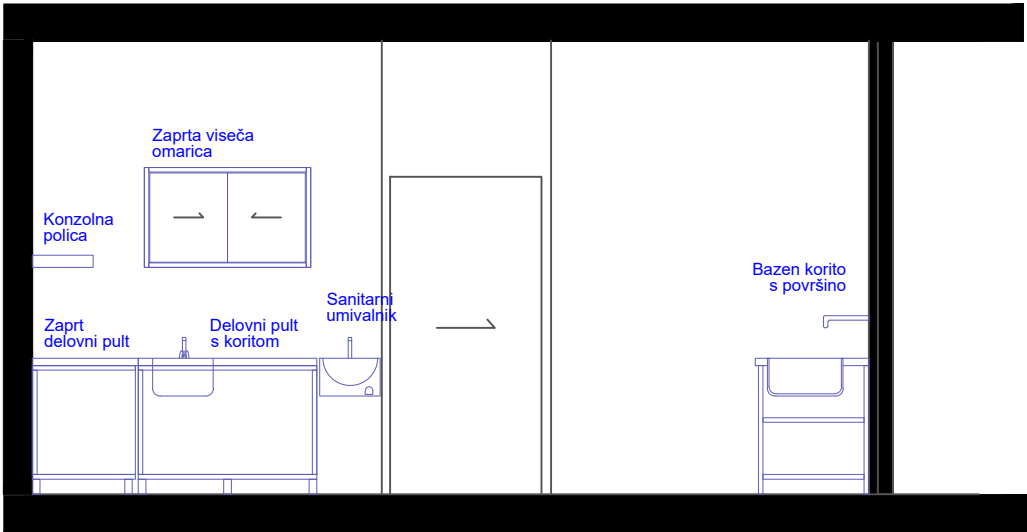 Zaprta viseča
omarica
Konzolna
polica
Bazen korito
s površino
Sanitarni
umivalnik
Zaprt
delovni pult
Delovni pult
s koritom